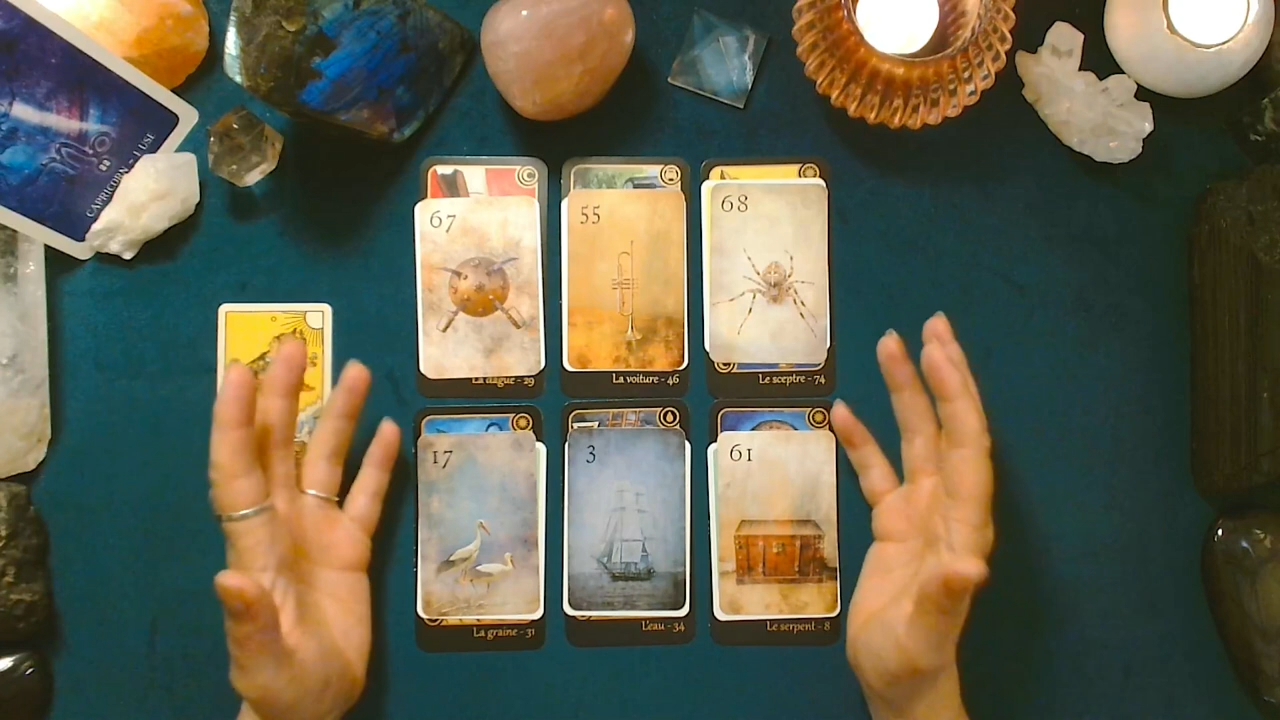 CAPRICORN - I USE
67
55
68
La dague - 29
La voiture - 46
Le sceptre - 74
17
3
61
La graine - 31
L'eau - 34
Le serpent - 8